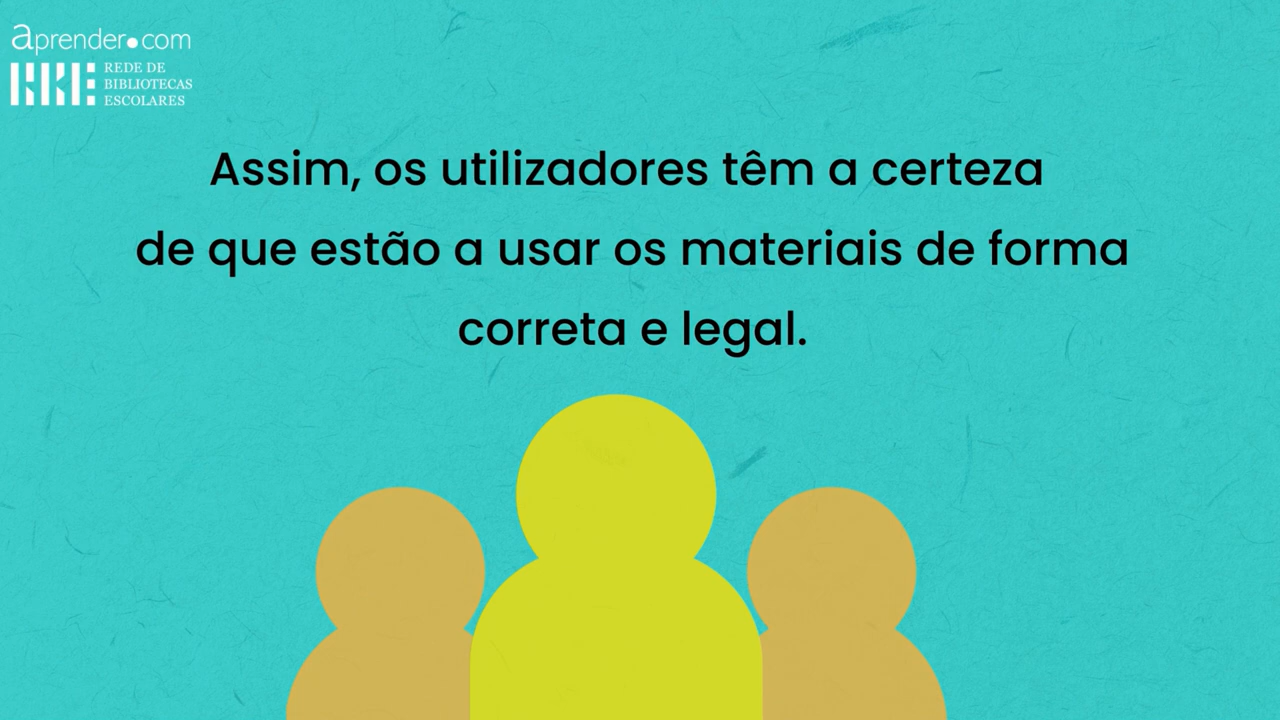 aprender.com
REDE DE
BIBLIOTECAS
ESCOLARES
Assim, os utilizadores têm a certeza
de que estão a usar os materiais de forma
correta e legal.